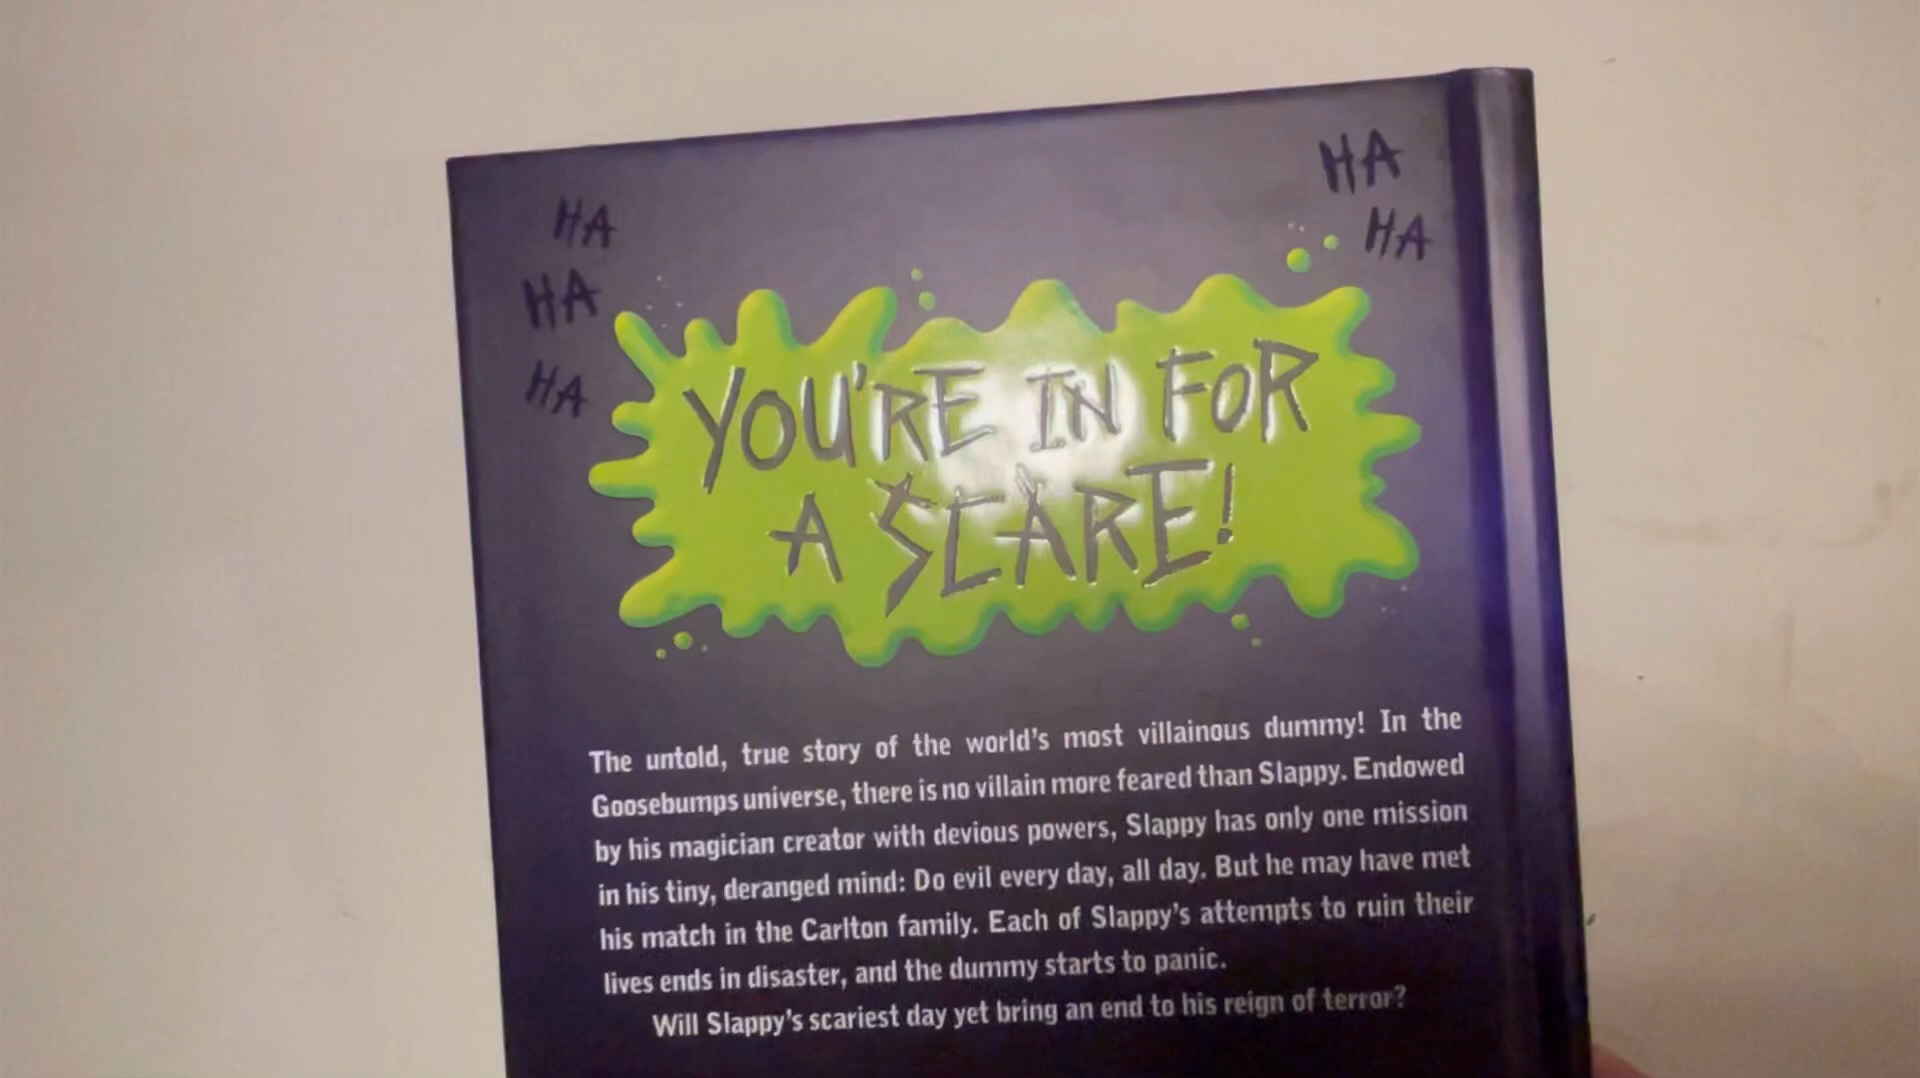 HA
HA
HA
HA
HA
YOU'RE IN FOR
A SCARE!
The untold, true story of the world's most villainous dummy! In the
Goosebumps universe, there is no villain more feared than Slappy. Endowed
by his magician creator with devious powers, Slappy has only one mission
in his tiny, deranged mind: Do evil every day, all day. But he may have met
his match in the Carlton family. Each of Slappy's attempts to ruin their
lives ends in disaster, and the dummy starts to panic.
Will Slappy's scariest day yet bring an end to his reign of terror?